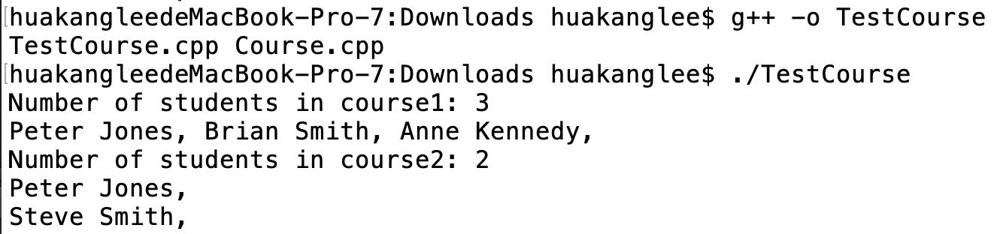 [huakangleedeMacBook-Pro-7:Downloads huakanglee$ g++ -o TestCourse
TestCourse.cpp Course.cpp
[huakangleedeMacBook-Pro-7:Downloads huakanglee$ ./TestCourse
Number of students in course1: 3
Peter Jones, Brian Smith, Anne Kennedy,
Number of students in course2: 2
Peter Jones,
Steve Smith,